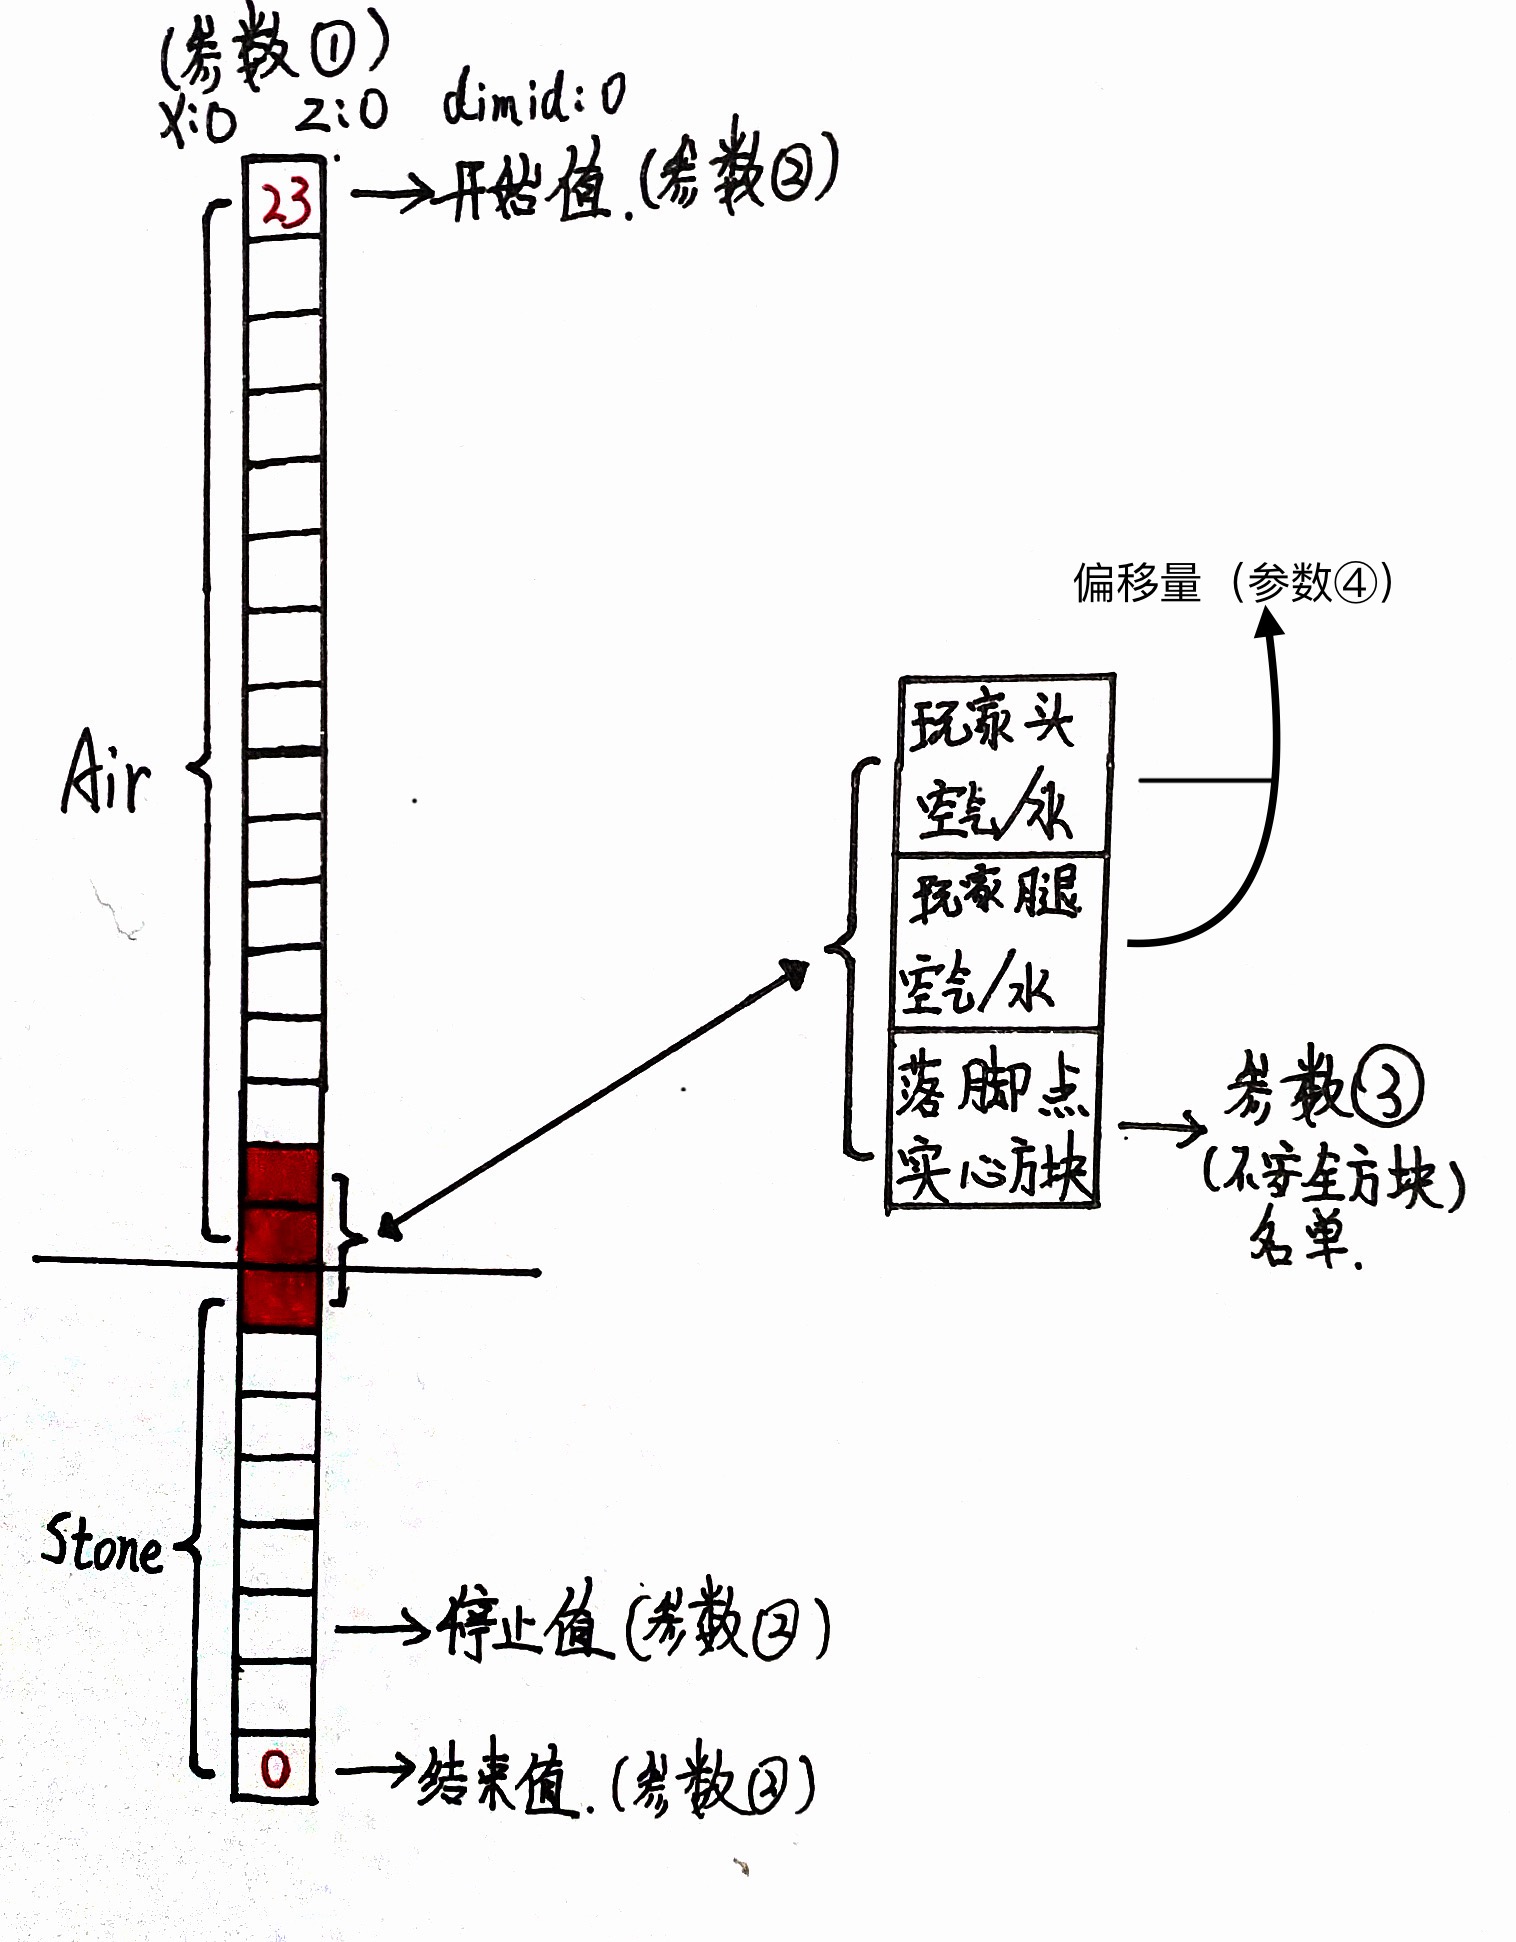 (参数①)
X:0 Z:0 dimid:0
23
开始值.(参数②)
偏移量（参数④）
玩家头
空气/水
玩家腿
空气/水
落脚点
实心方块
参数③
(不安全方块)
名单.
Air
Stone
停止值(参数②)
0
结束值.(参数②)